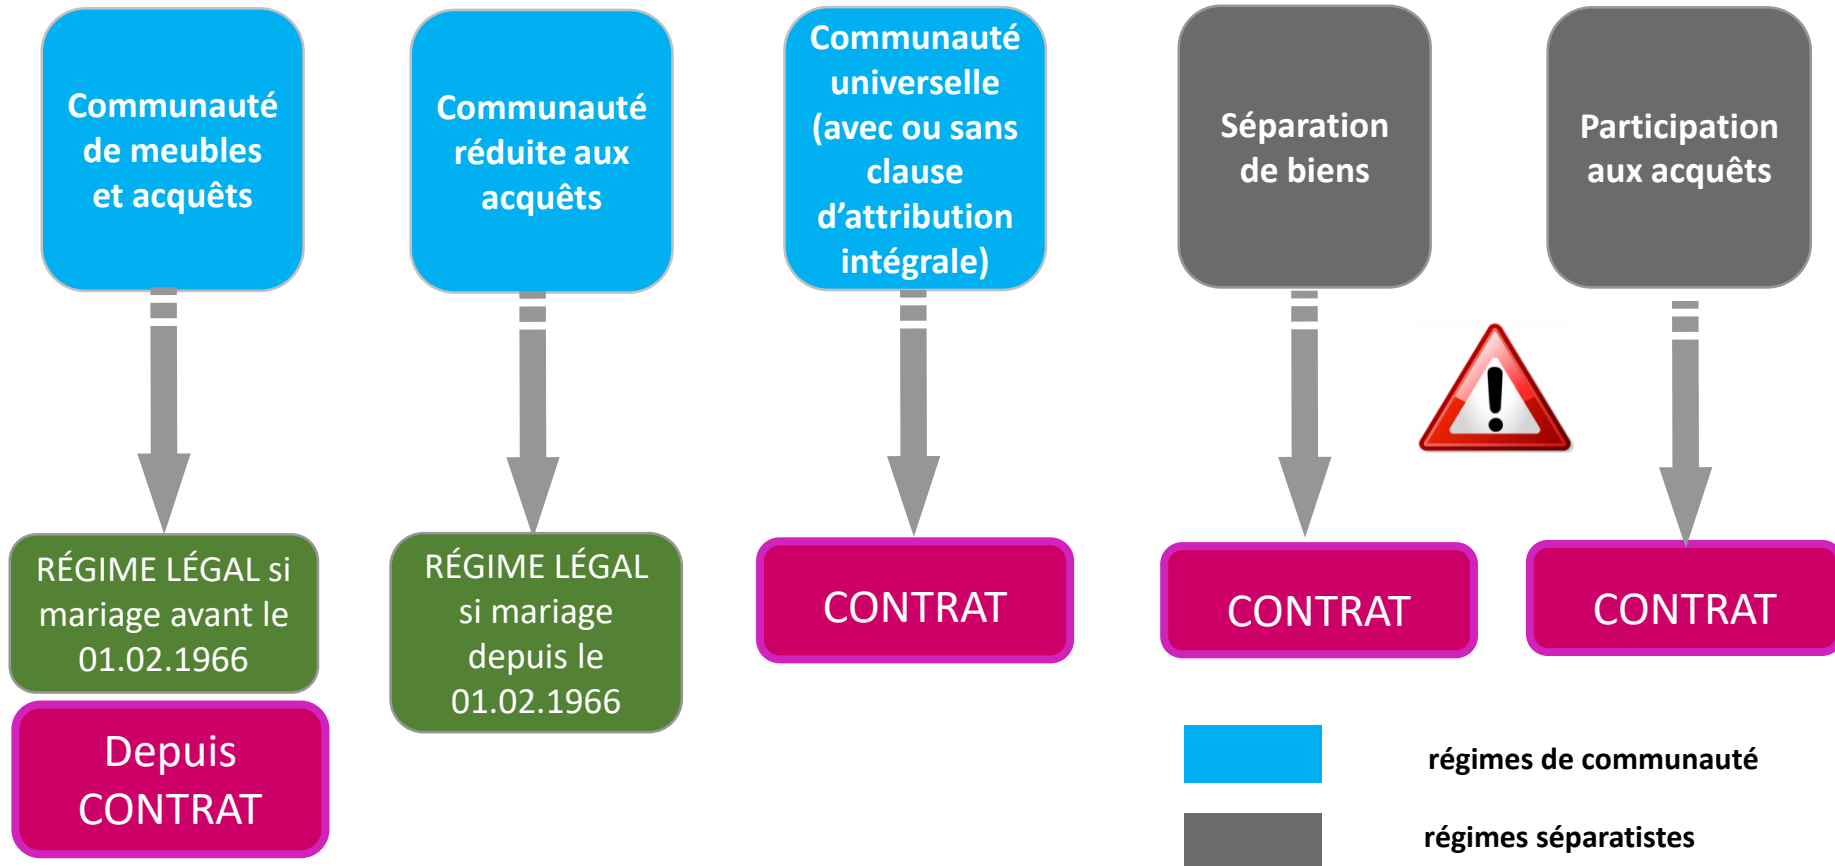 Communauté
de meubles
et acquêts
Communauté
réduite aux
acquêts
Communauté
universelle
(avec ou sans
clause
d’attribution
intégrale)
Séparation
de biens
Participation
aux acquêts
RÉGIME LÉGAL si
mariage avant le
01.02.1966
Depuis
CONTRAT
RÉGIME LÉGAL
si mariage
depuis le
01.02.1966
CONTRAT
CONTRAT
CONTRAT
régimes de communauté
régimes séparatistes